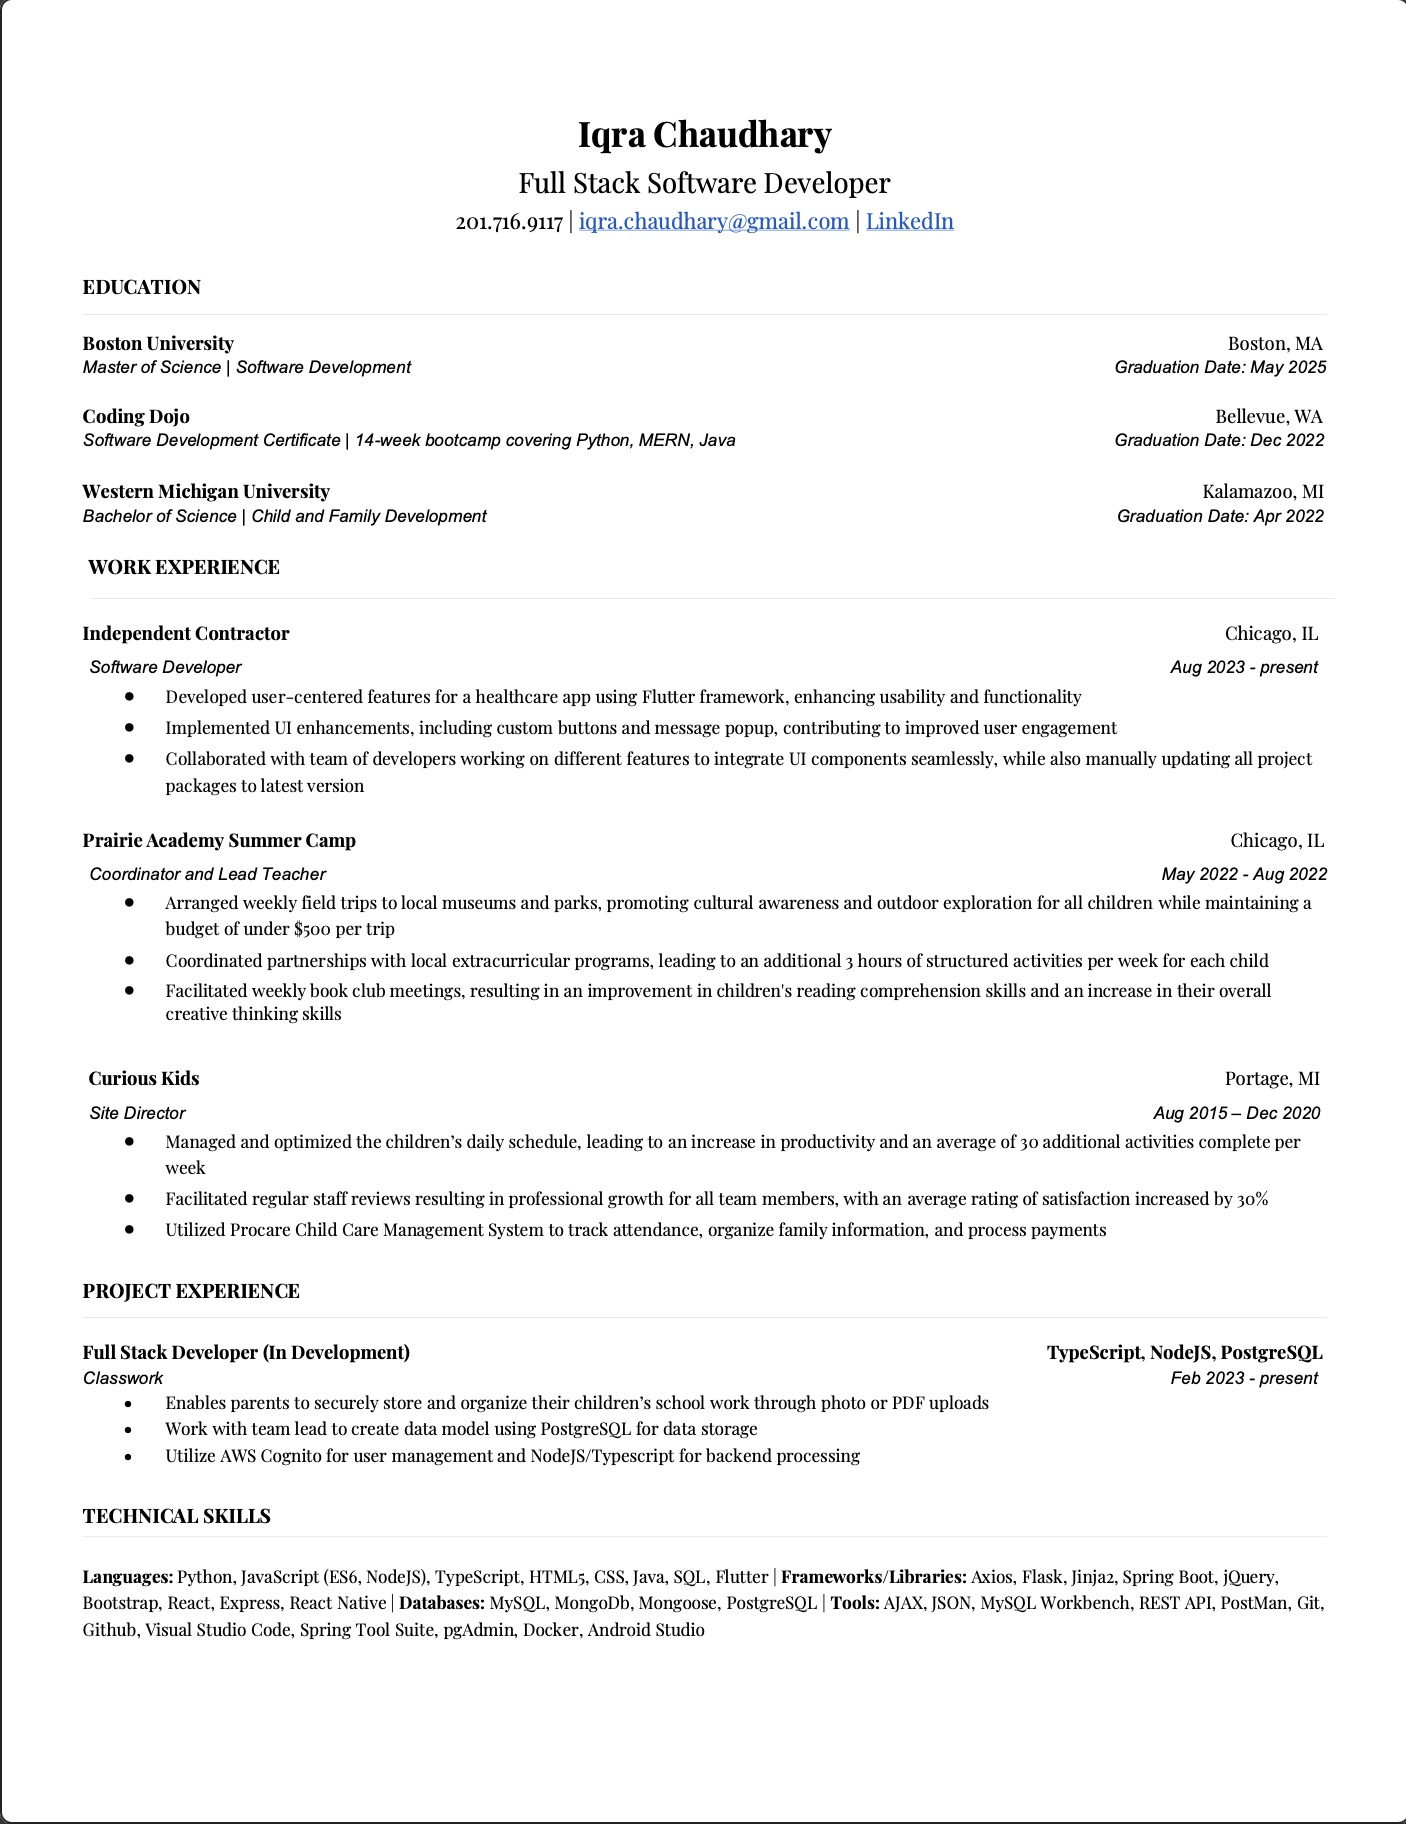 Iqra Chaudhary
Full Stack Software Developer
201.716.9117 | iqra.chaudhary@gmail.com | LinkedIn
EDUCATION
Boston University Boston, MA
Master of Science | Software Development Graduation Date: May 2025
Coding Dojo Bellevue, WA
Software Development Certificate | 14-week bootcamp covering Python, MERN, Java Graduation Date: Dec 2022
Western Michigan University Kalamazoo, MI
Bachelor of Science | Child and Family Development Graduation Date: Apr 2022
WORK EXPERIENCE
Independent Contractor Chicago, IL
Software Developer Aug 2023 - present
● Developed user-centered features for a healthcare app using Flutter framework, enhancing usability and functionality
● Implemented UI enhancements, including custom buttons and message popup, contributing to improved user engagement
● Collaborated with team of developers working on different features to integrate UI components seamlessly, while also manually updating all project
packages to latest version
Prairie Academy Summer Camp Chicago, IL
Coordinator and Lead Teacher May 2022 - Aug 2022
● Arranged weekly field trips to local museums and parks, promoting cultural awareness and outdoor exploration for all children while maintaining a
budget of under $500 per trip
● Coordinated partnerships with local extracurricular programs, leading to an additional 3 hours of structured activities per week for each child
● Facilitated weekly book club meetings, resulting in an improvement in children's reading comprehension skills and an increase in their overall
creative thinking skills
Curious Kids Portage, MI
Site Director Aug 2015 – Dec 2020
● Managed and optimized the children’s daily schedule, leading to an increase in productivity and an average of 30 additional activities complete per
week
● Facilitated regular staff reviews resulting in professional growth for all team members, with an average rating of satisfaction increased by 30%
● Utilized Procare Child Care Management System to track attendance, organize family information, and process payments
PROJECT EXPERIENCE
Full Stack Developer (In Development) TypeScript, NodeJS, PostgreSQL
Classwork Feb 2023 - present
• Enables parents to securely store and organize their children’s school work through photo or PDF uploads
• Work with team lead to create data model using PostgreSQL for data storage
• Utilize AWS Cognito for user management and NodeJS/Typescript for backend processing
TECHNICAL SKILLS
Languages: Python, JavaScript (ES6, NodeJS), TypeScript, HTML5, CSS, Java, SQL, Flutter | Frameworks/Libraries: Axios, Flask, Jinja2, Spring Boot, jQuery,
Bootstrap, React, Express, React Native | Databases: MySQL, MongoDb, Mongoose, PostgreSQL | Tools: AJAX, JSON, MySQL Workbench, REST API, PostMan, Git,
Github, Visual Studio Code, Spring Tool Suite, pgAdmin, Docker, Android Studio